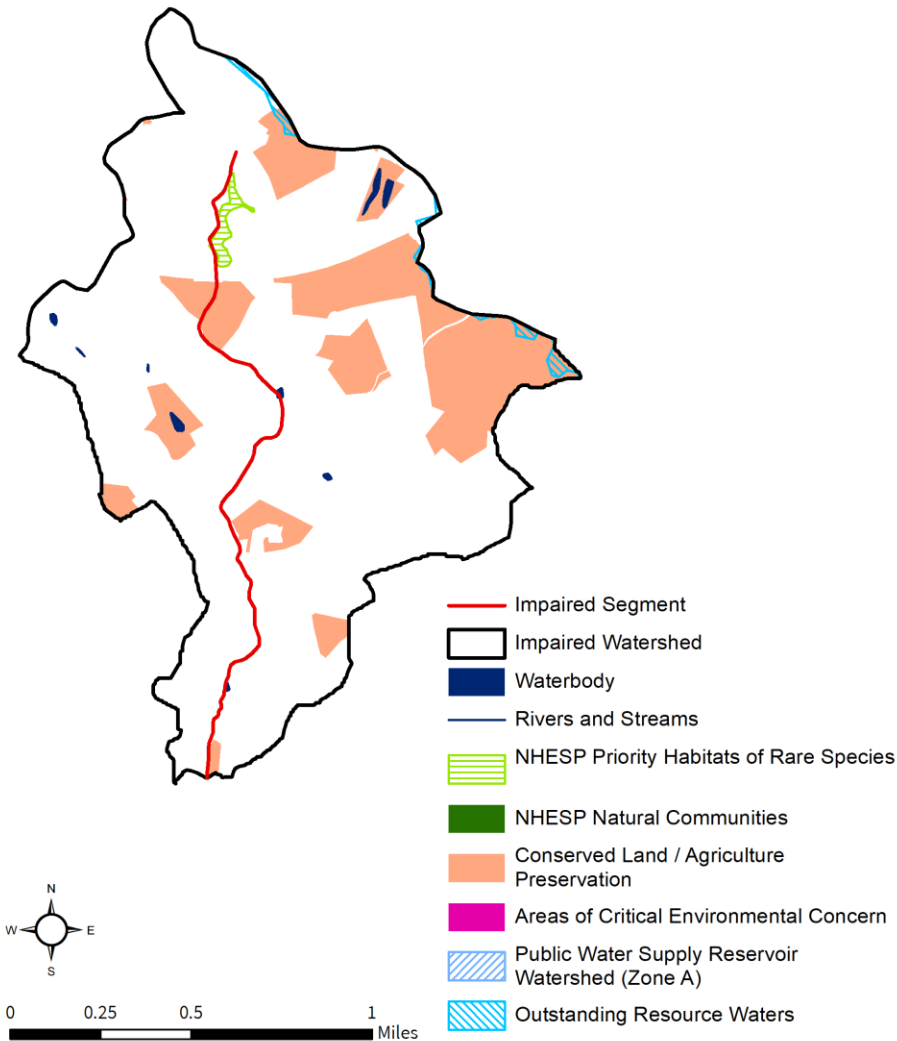 Impaired Segment
Impaired Watershed
Waterbody
Rivers and Streams
NHESP Priority Habitats of Rare Species
NHESP Natural Communities
Conserved Land / Agriculture
Preservation
Areas of Critical Environmental Concern
Public Water Supply Reservoir
Watershed (Zone A)
Outstanding Resource Waters
N
W E
S
0 0.25 0.5 1
Miles